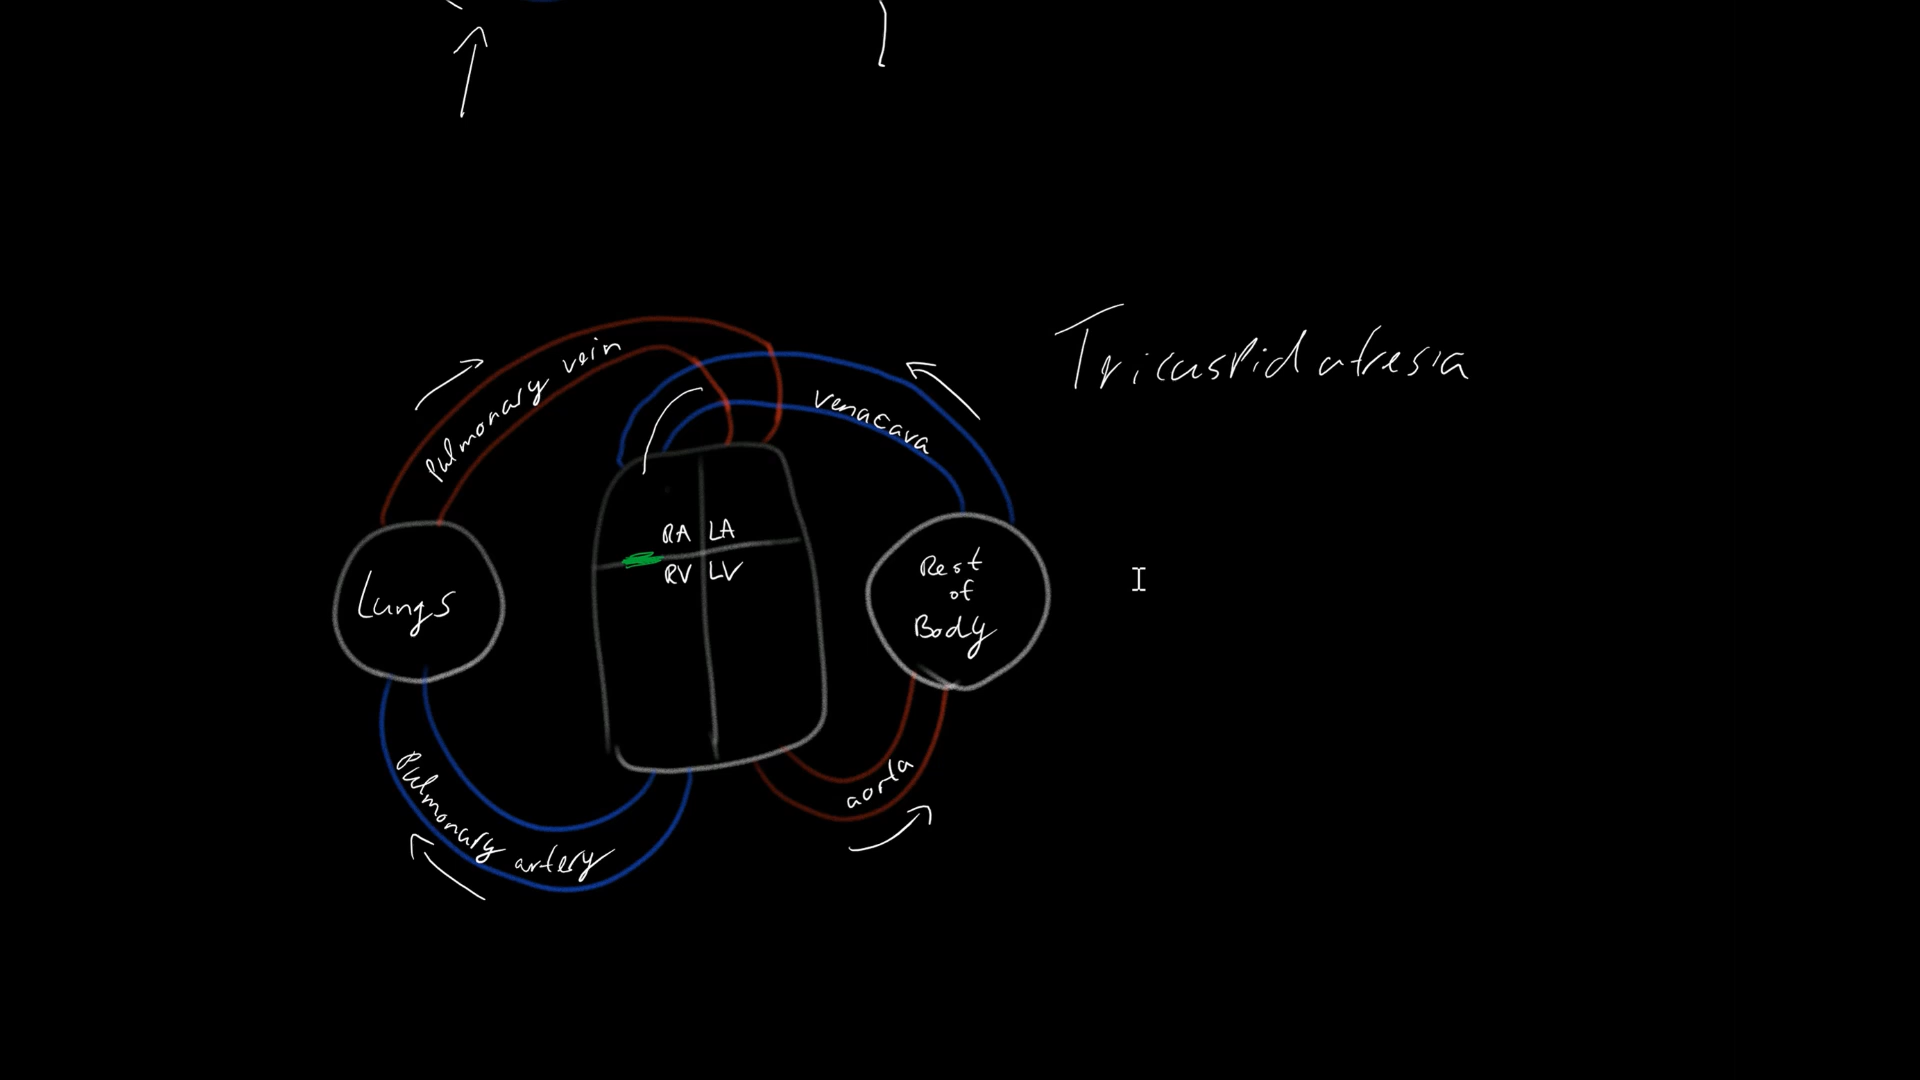 Tricuspid atresia
Pulmonary vein
venacava
RA LA
RV LV
Lungs
Rest
of
Body
Pulmonary artery
aorta